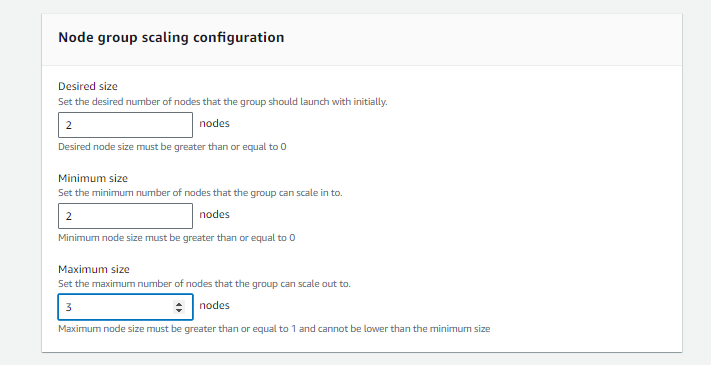 Node group scaling configuration
Desired size
Set the desired number of nodes that the group should launch with initially.
2 nodes
Desired node size must be greater than or equal to 0
Minimum size
Set the minimum number of nodes that the group can scale in to.
2 nodes
Minimum node size must be greater than or equal to 0
Maximum size
Set the maximum number of nodes that the group can scale out to.
3 nodes
Maximum node size must be greater than or equal to 1 and cannot be lower than the minimum size